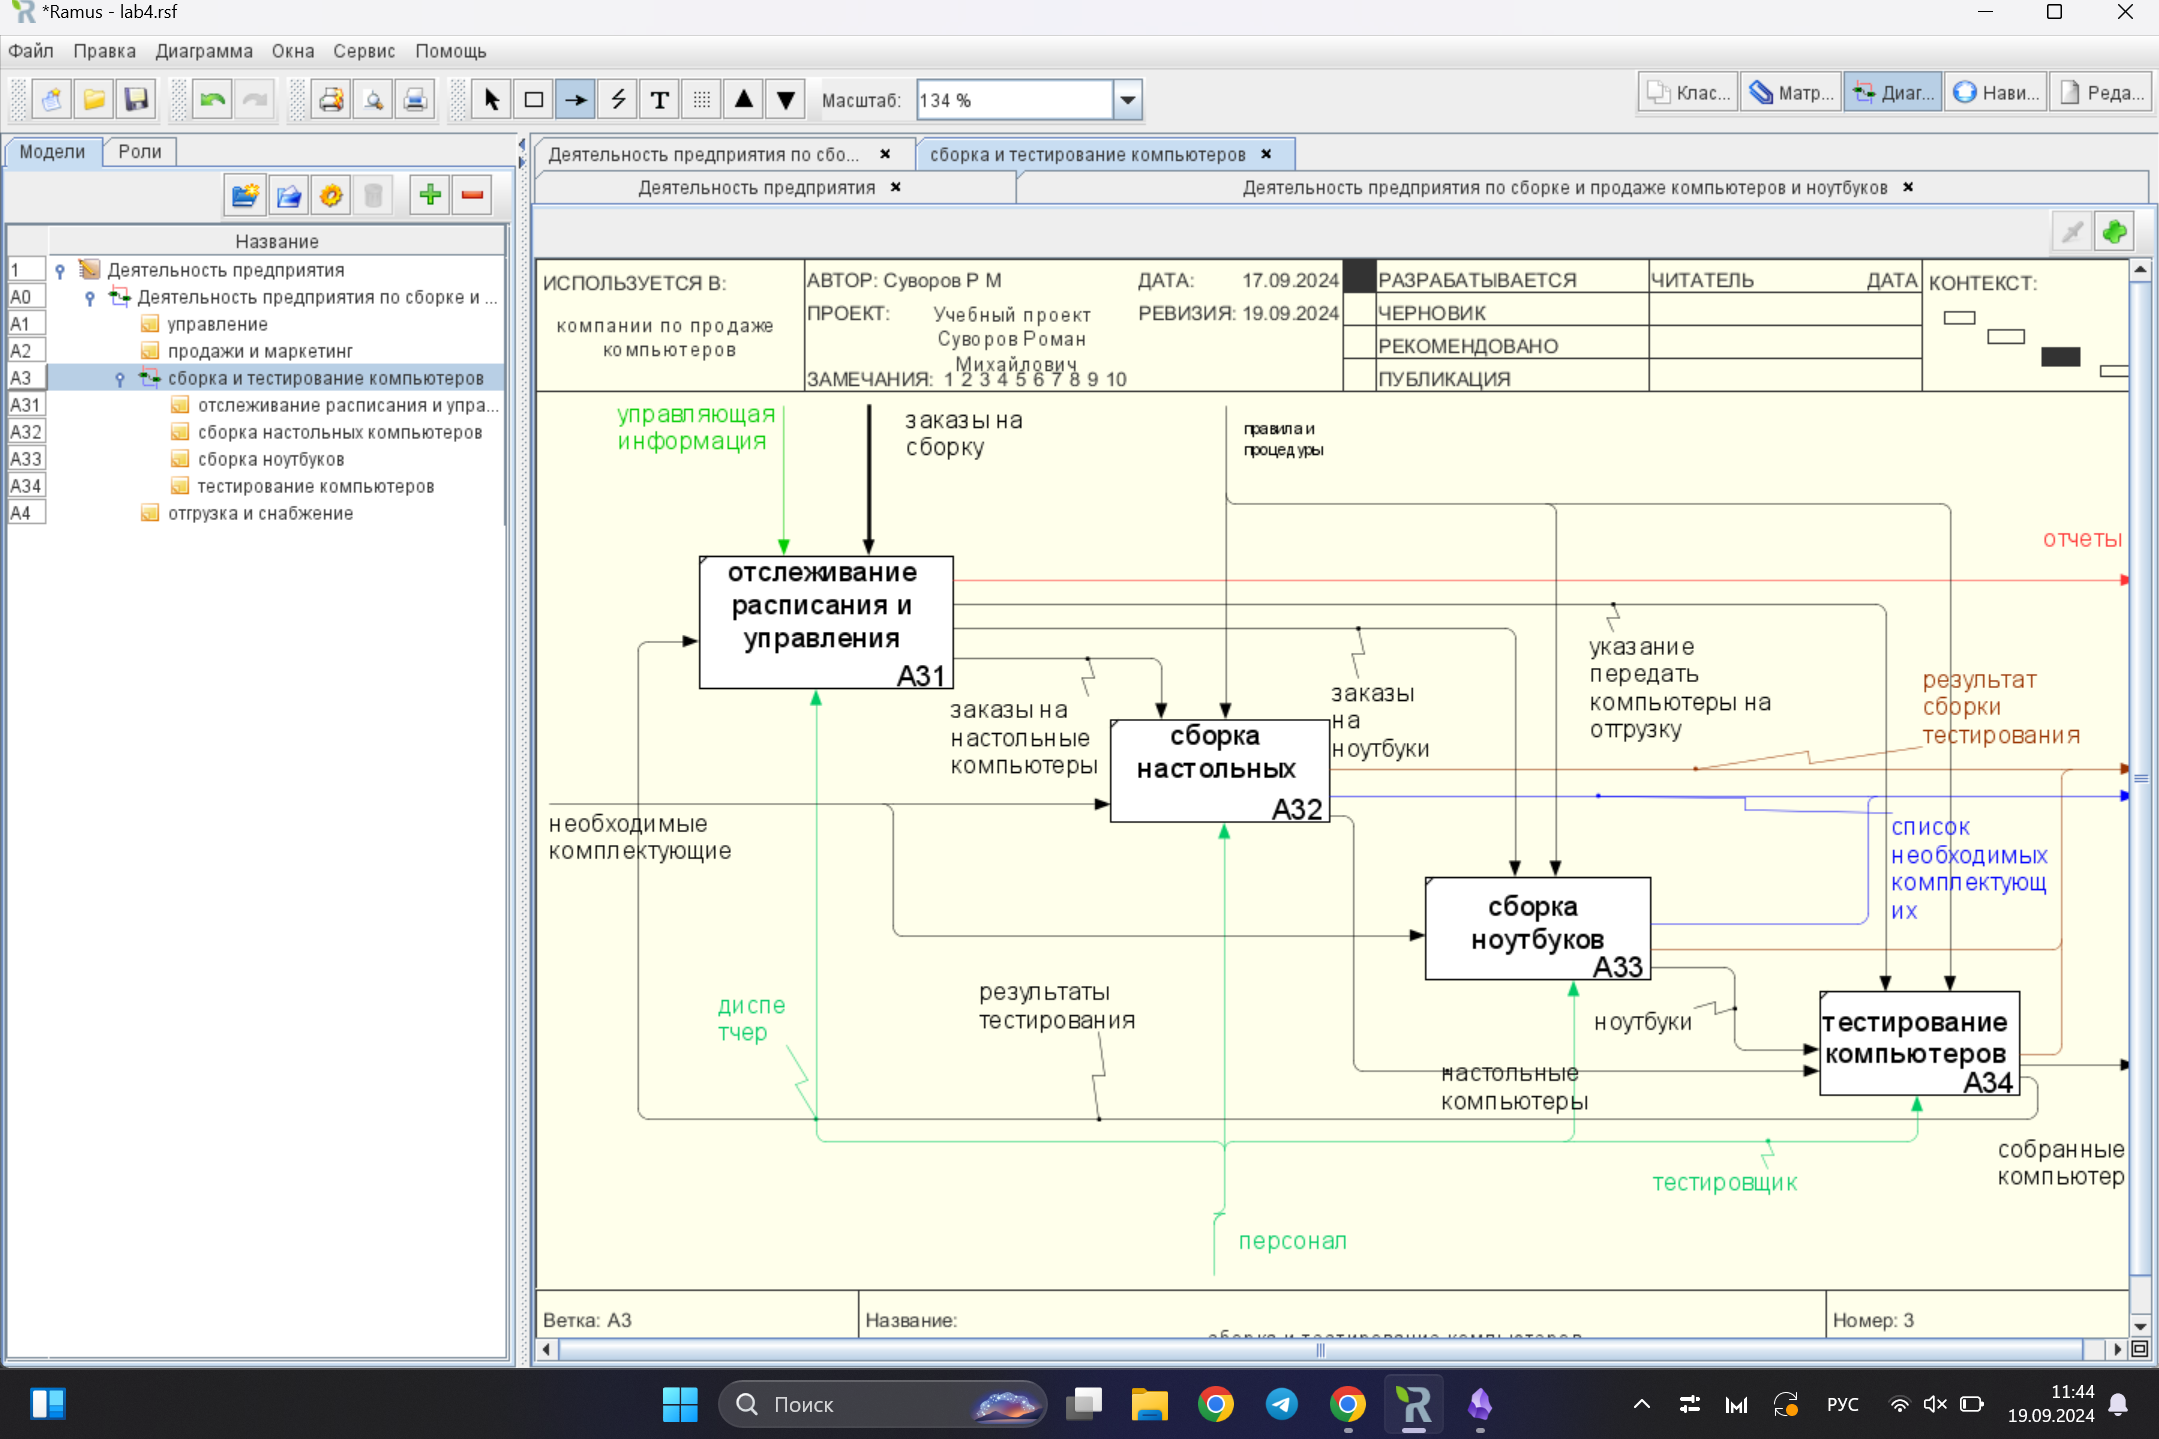 *Ramus - lab4.rsf
Файл Правка Диаграмма Окна Сервис Помощь
Масштаб: 134 %
Клас... Матр... Диаг... Нави... Реда...
Модели Роли
Деятельность предприятия по сбо... сборка и тестирование компьютеров
Деятельность предприятия Деятельность предприятия по сборке и продаже компьютеров и ноутбуков
Название
1 Деятельность предприятия
A0 Деятельность предприятия по сборке и ...
A1 управление
A2 продажи и маркетинг
A3 сборка и тестирование компьютеров
A31 отслеживание расписания и упра...
A32 сборка настольных компьютеров
A33 сборка ноутбуков
A34 тестирование компьютеров
A4 отгрузка и снабжение
ИСПОЛЬЗУЕТСЯ В:
компании по продаже
компьютеров
АВТОР: Суворов Р М
ДАТА: 17.09.2024
ПРОЕКТ: Учебный проект
Суворов Роман
Михайлович
РЕВИЗИЯ: 19.09.2024
ЗАМЕЧАНИЯ: 1 2 3 4 5 6 7 8 9 10
РАЗРАБАТЫВАЕТСЯ
ЧЕРНОВИК
РЕКОМЕНДОВАНО
ПУБЛИКАЦИЯ
ЧИТАТЕЛЬ ДАТА
КОНТЕКСТ:
управляющая
информация
заказы на
сборку
правила и
процедуры
отчеты
отслеживание
расписания и
управления
A31
заказы на
настольные
компьютеры
заказы
на
ноутбуки
указание
передать
компьютеры на
отгрузку
результат
сборки
тестирования
сборка
настольных
A32
необходимые
комплектующие
список
необходимых
комплектующ
их
сборка
ноутбуков
A33
диспе
тчер
результаты
тестирования
ноутбуки
тестирование
компьютеров
A34
настольные
компьютеры
собранные
компьютер
тестировщик
персонал
Ветка: A3
Название:
сборка и тестирование компьютеров
Номер: 3
Поиск
РУС
11:44
19.09.2024